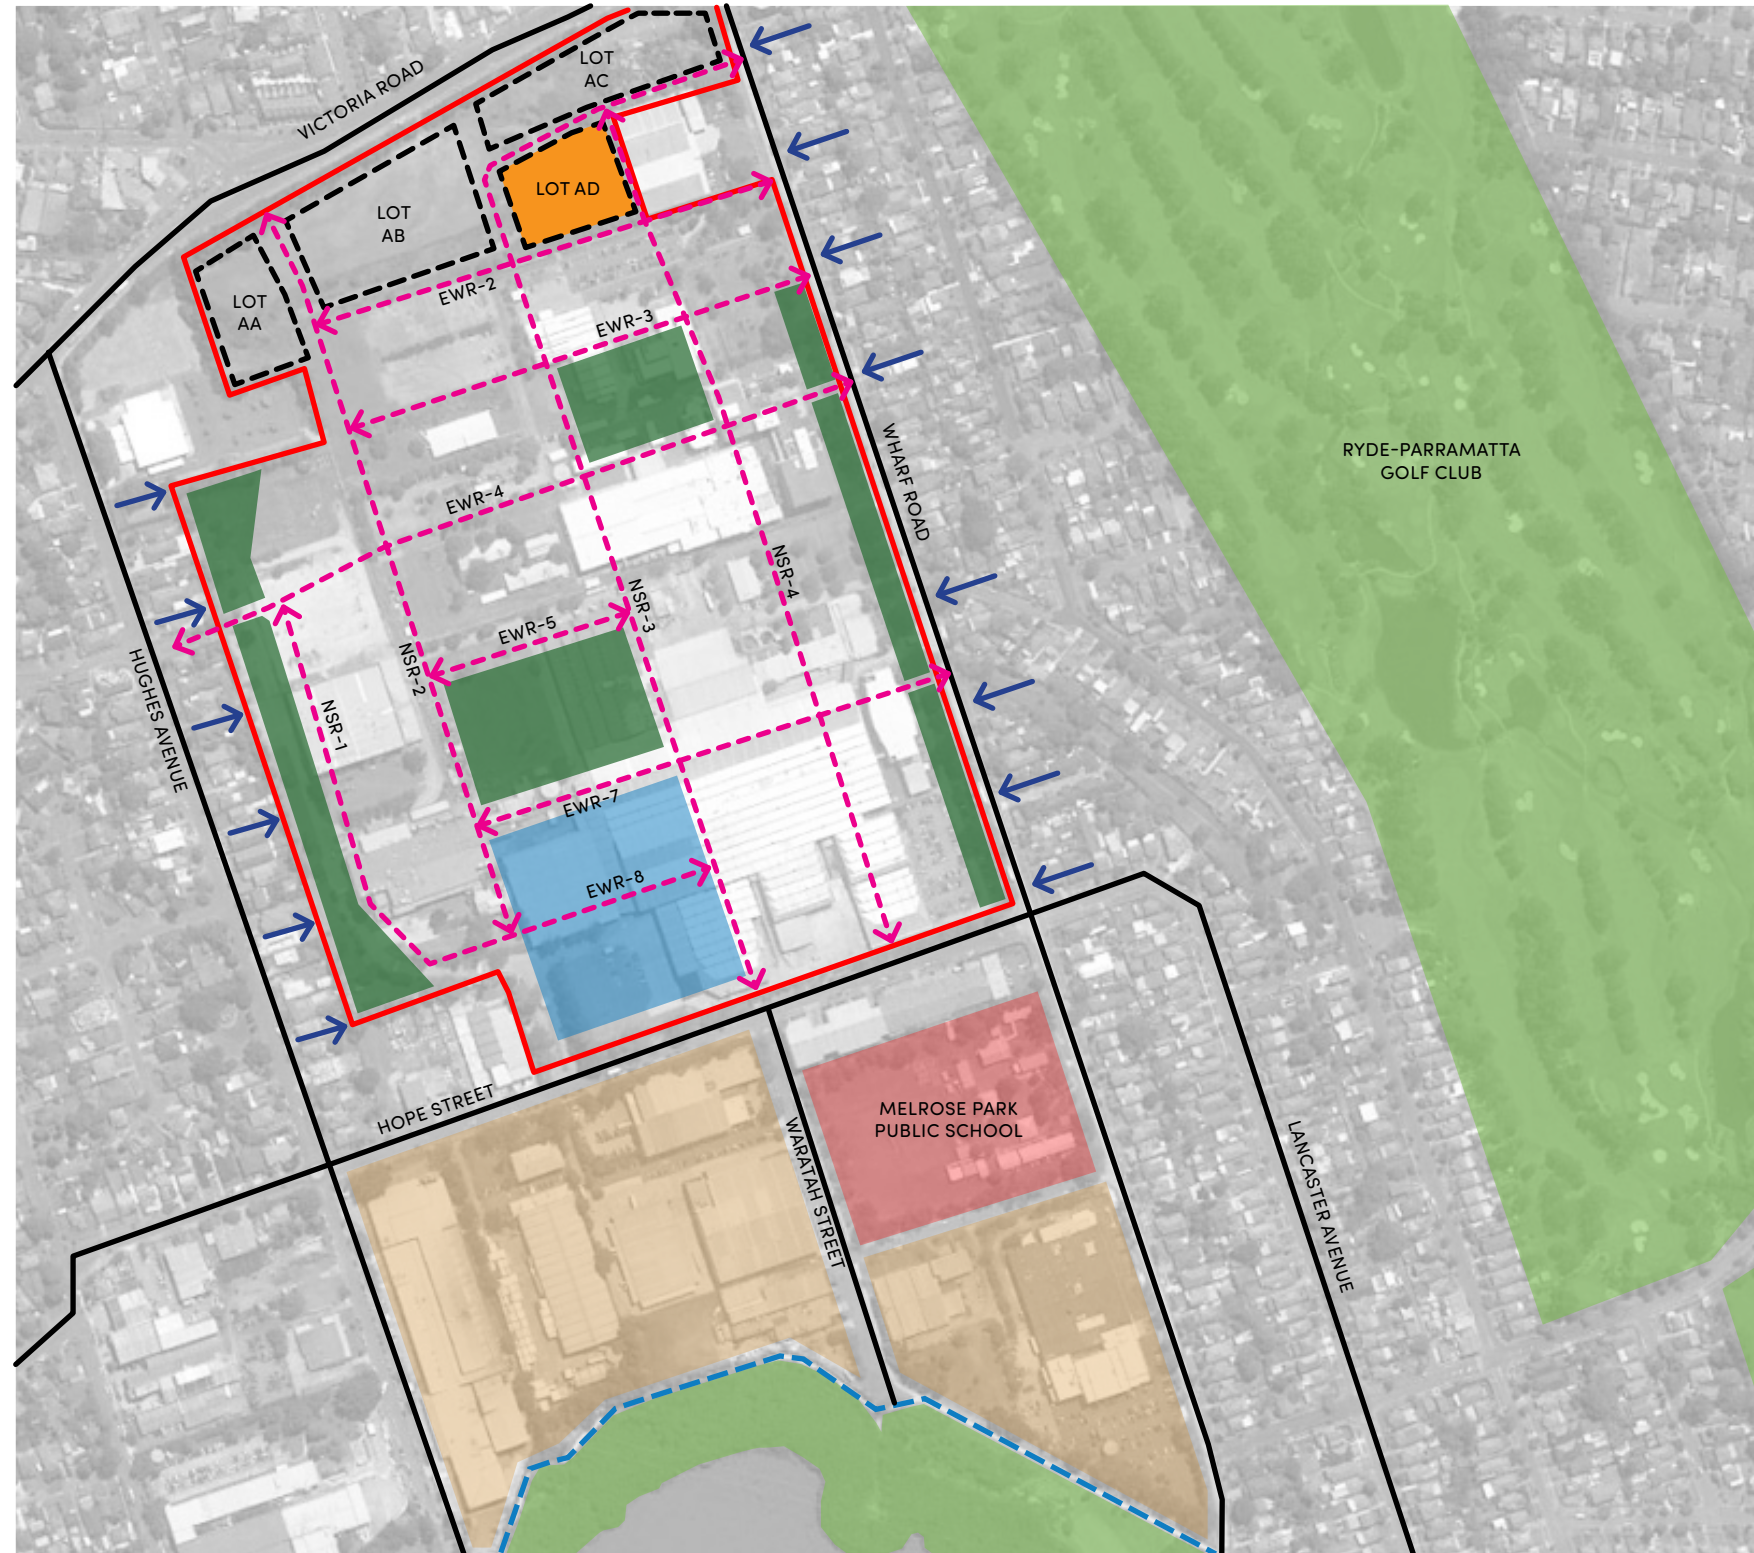 LOT
AC
VICTORIA ROAD
LOT AD
LOT
AB
LOT
AA
EWR-2
EWR-3
EWR-4
WHARF ROAD
RYDE-PARRAMATTA
GOLF CLUB
NSR-4
NSR-3
EWR-5
NSR-2
HUGHES AVENUE
NSR-1
EWR-7
EWR-8
HOPE STREET
MELROSE PARK
PUBLIC SCHOOL
WARATAH STREET
LANCASTER AVENUE